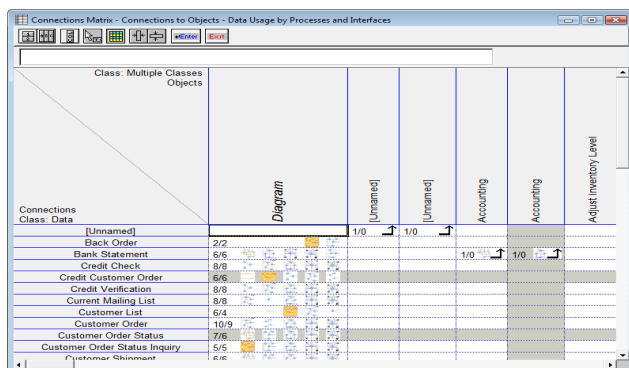 Connections Matrix - Connections to Objects - Data Usage by Processes and Interfaces
Enter Exit
Class: Multiple Classes
Objects
Connections
Class: Data
Diagram
[Unnamed]
[Unnamed]
Accounting
Accounting
Adjust Inventory Level
[Unnamed] 1/0 1/0
Back Order 2/2
Bank Statement 6/6 1/0 1/0
Credit Check 8/8
Credit Customer Order 6/6
Credit Verification 8/8
Current Mailing List 8/8
Customer List 6/4
Customer Order 10/9
Customer Order Status 7/6
Customer Order Status Inquiry 5/5
Customer Shipment 6/6